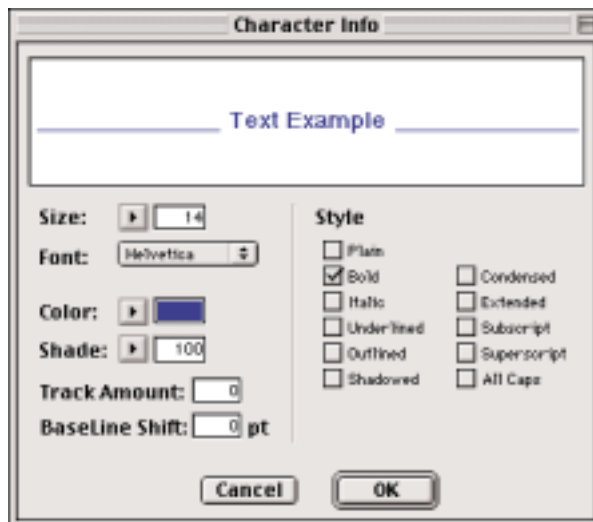 Character Info
Text Example
Size: 14
Font: Helvetica
Color:
Shade: 100
Track Amount: 0
BaseLine Shift: 0 pt
Style
Plain
Bold
Italic
Underlined
Outlined
Shadowed
Condensed
Extended
Subscript
Superscript
All Caps
Cancel
OK